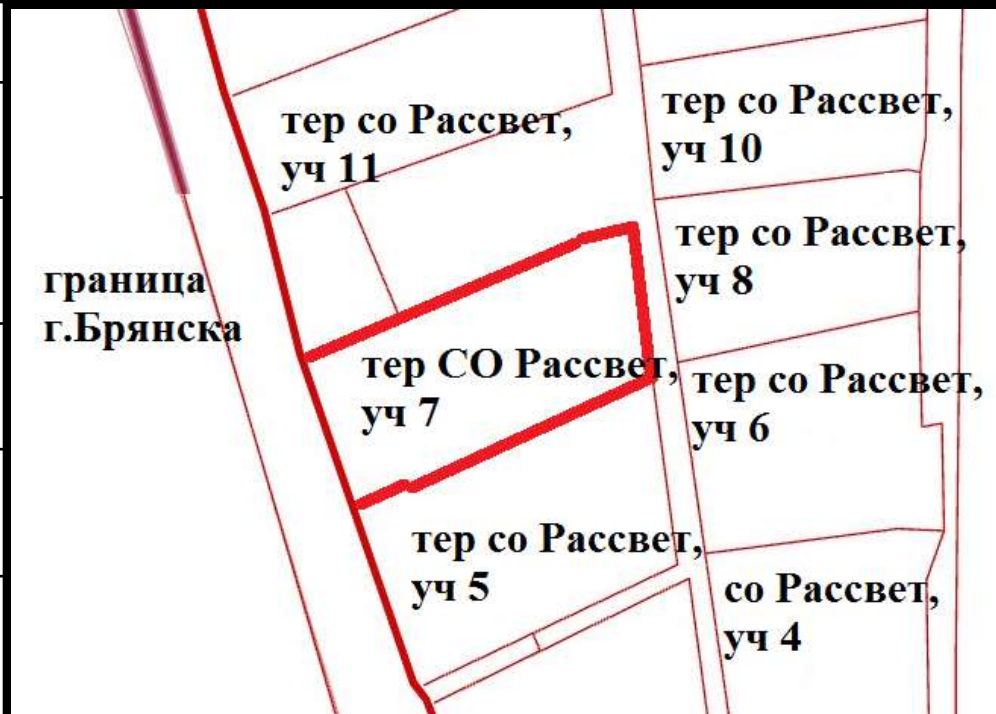 тер со Рассвет,
уч 11
тер со Рассвет,
уч 10
тер со Рассвет,
уч 8
граница
г.Брянска
тер СО Рассвет,
уч 7
тер со Рассвет,
уч 6
тер со Рассвет,
уч 5
со Рассвет,
уч 4